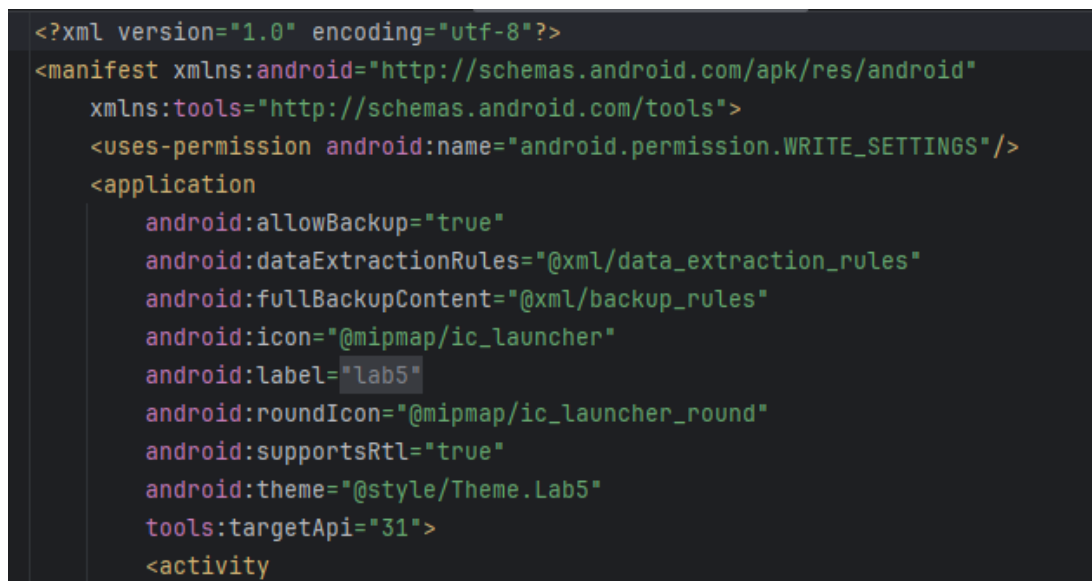 <?xml version="1.0" encoding="utf-8"?>
<manifest xmlns:android="http://schemas.android.com/apk/res/android"
    xmlns:tools="http://schemas.android.com/tools">
    <uses-permission android:name="android.permission.WRITE_SETTINGS"/>
    <application
        android:allowBackup="true"
        android:dataExtractionRules="@xml/data_extraction_rules"
        android:fullBackupContent="@xml/backup_rules"
        android:icon="@mipmap/ic_launcher"
        android:label="lab5"
        android:roundIcon="@mipmap/ic_launcher_round"
        android:supportsRtl="true"
        android:theme="@style/Theme.Lab5"
        tools:targetApi="31">
        <activity